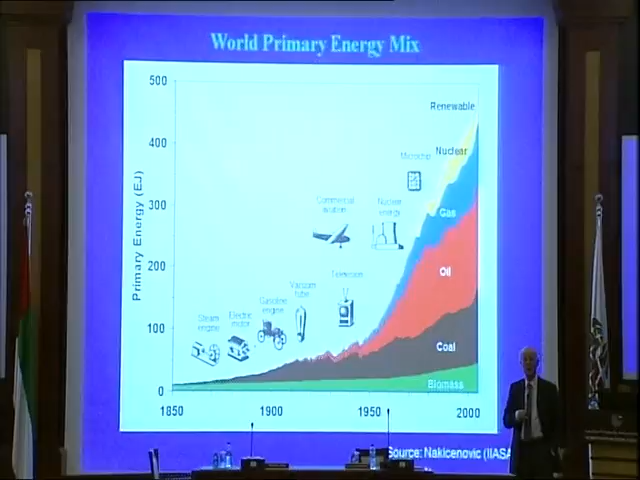 World Primary Energy Mix
500
400
300
200
100
0
Primary Energy (EJ)
1850
1900
1950
2000
Renewable
Nuclear
Microchip
Gas
Commercial
aviation
Nuclear
energy
Oil
Television
Vacuum
tube
Gasoline
engine
Electric
motor
Steam
engine
Coal
Biomass
Source: Nakicenovic (IIASA